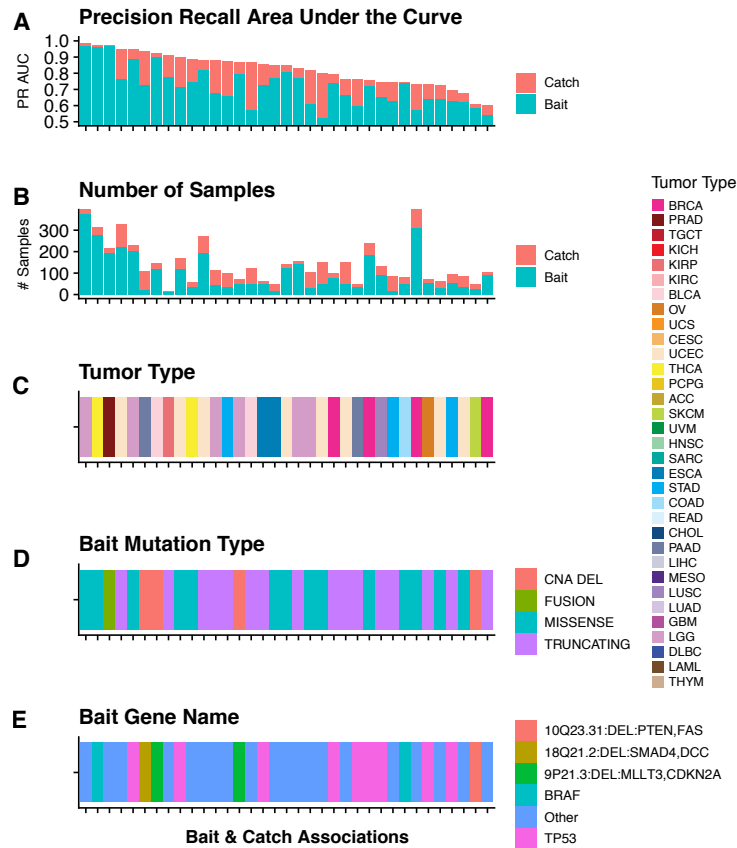 A
Precision Recall Area Under the Curve
PR AUC
1.0
0.9
0.8
0.7
0.6
0.5
Catch
Bait
B
Number of Samples
# Samples
300
200
100
0
Catch
Bait
C
Tumor Type
D
Bait Mutation Type
CNA DEL
FUSION
MISSENSE
TRUNCATING
E
Bait Gene Name
10Q23.31:DEL:PTEN,FAS
18Q21.2:DEL:SMAD4,DCC
9P21.3:DEL:MLLT3,CDKN2A
BRAF
Other
TP53
Bait & Catch Associations
Tumor Type
BRCA
PRAD
TGCT
KICH
KIRP
KIRC
BLCA
OV
UCS
CESC
UCEC
THCA
PCPG
ACC
SKCM
UVM
HNSC
SARC
ESCA
STAD
COAD
READ
CHOL
PAAD
LIHC
MESO
LUSC
LUAD
GBM
LGG
DLBC
LAML
THYM